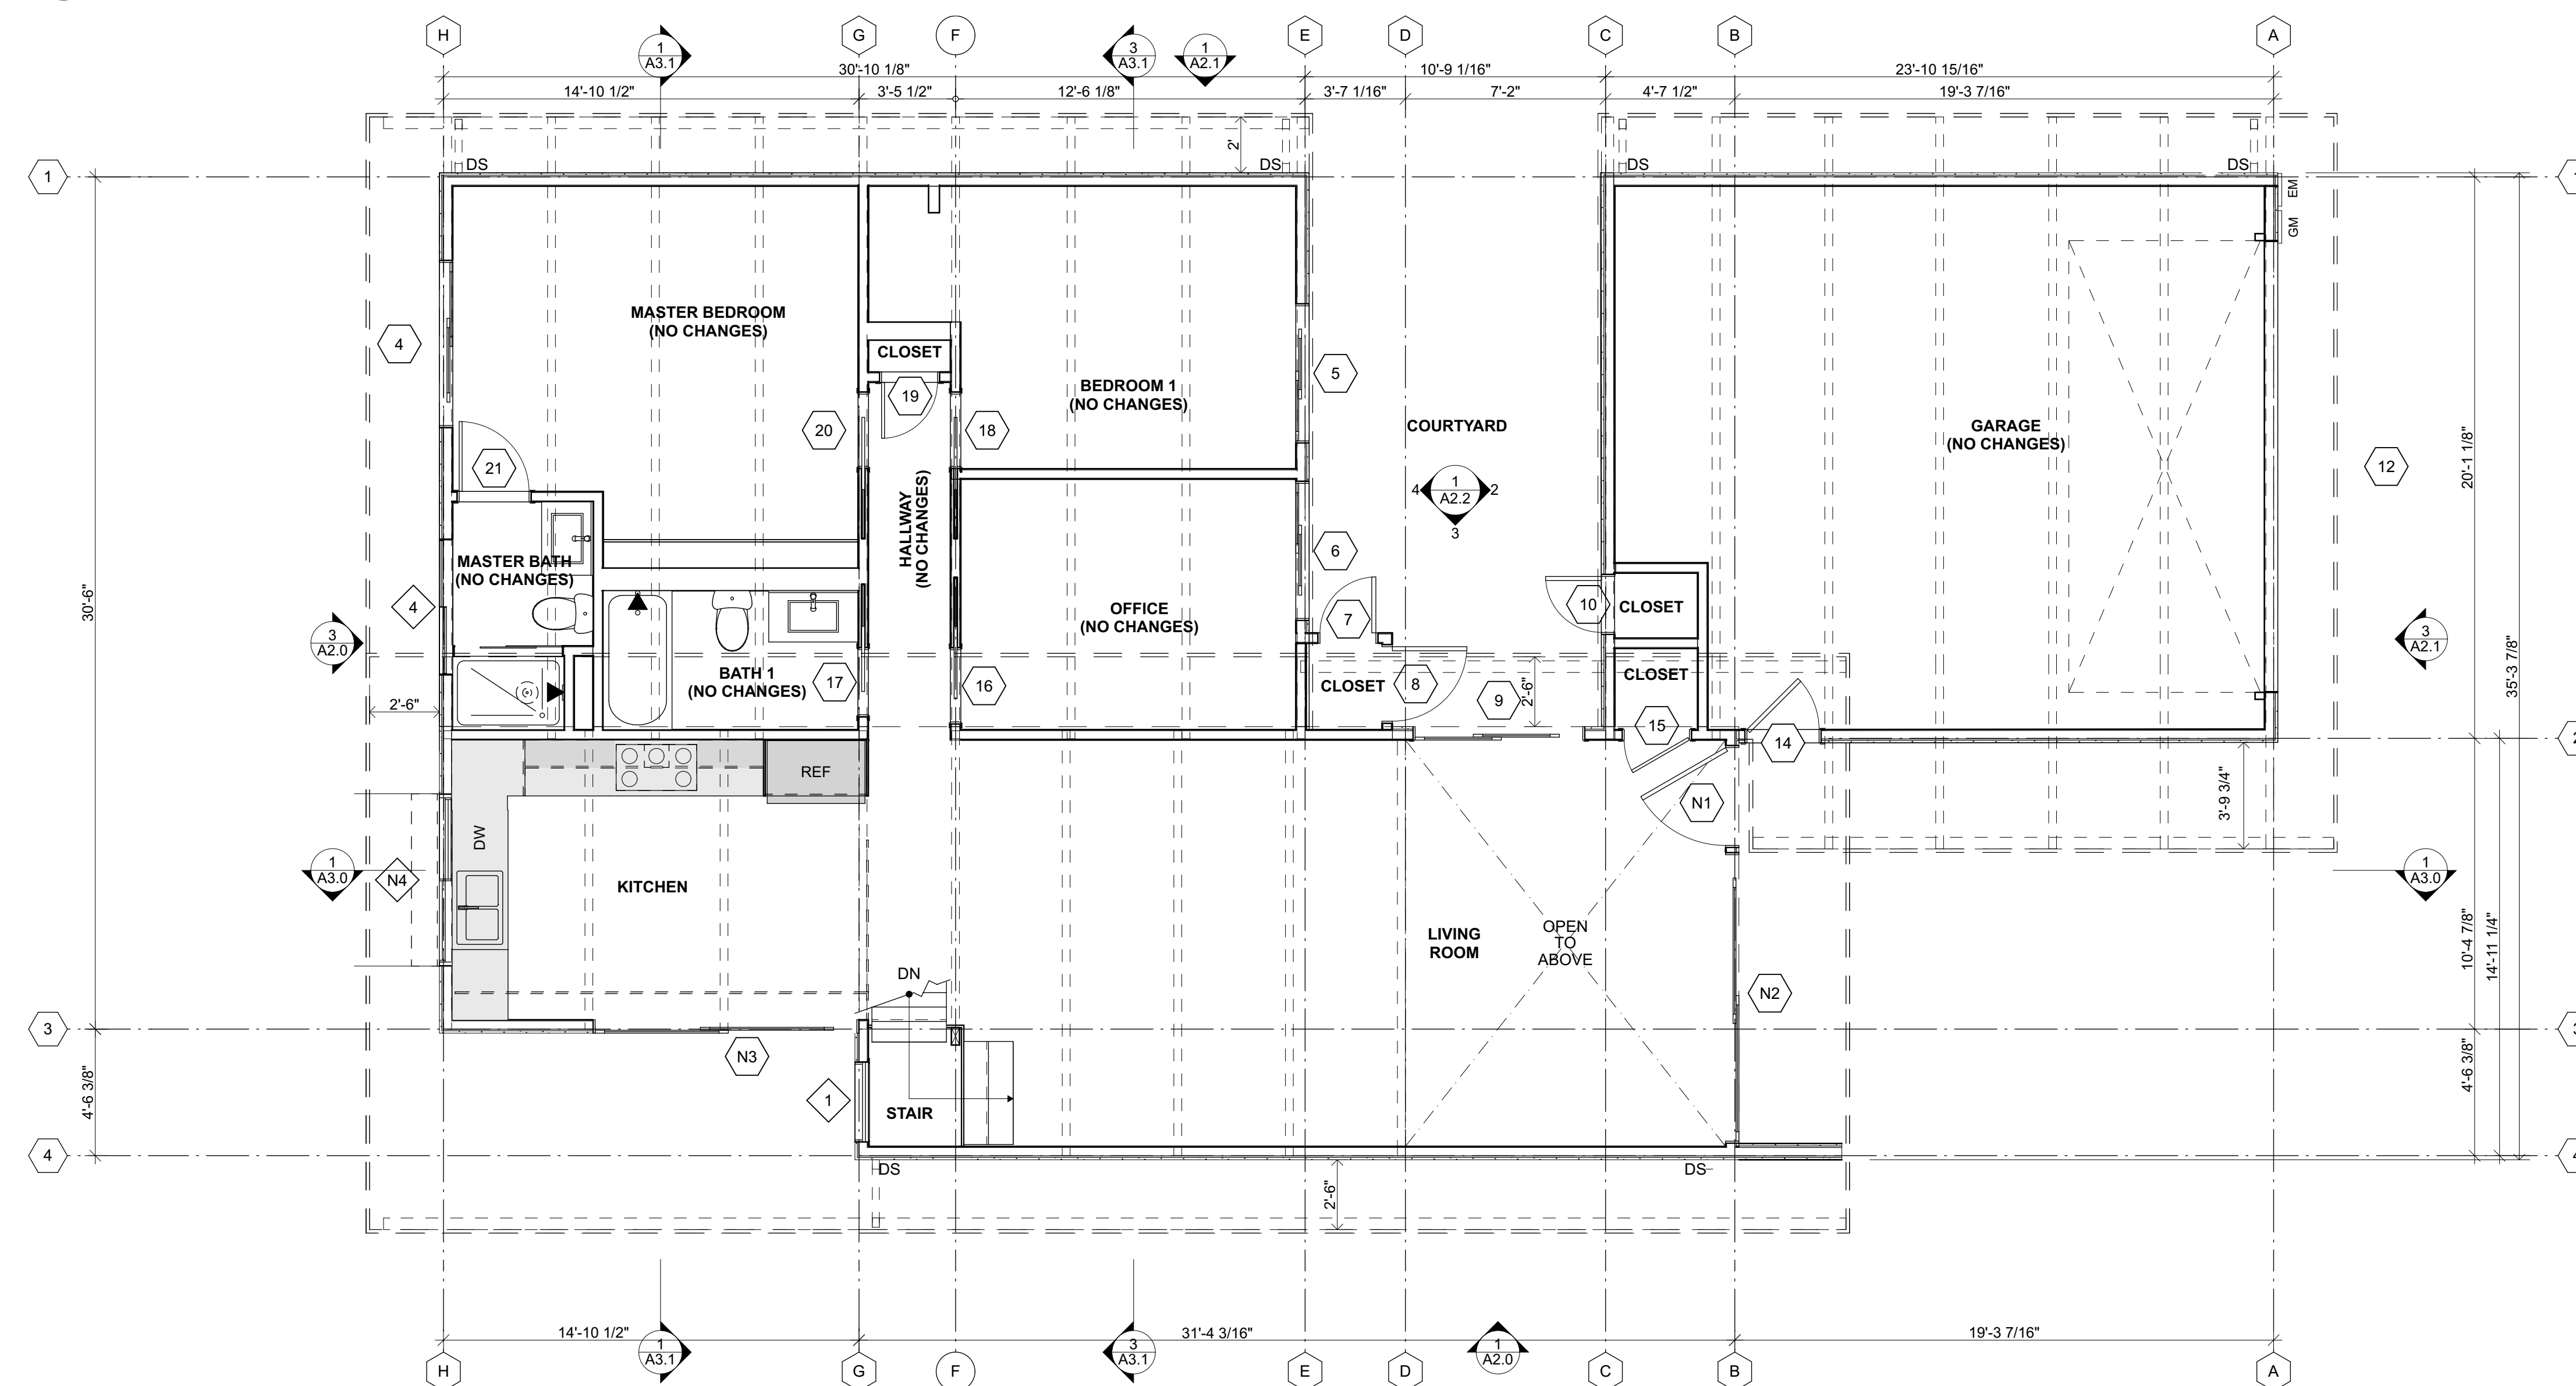 H
G
F
E
D
C
B
A
1
A3.1
3
A3.1
1
A2.1
30'-10 1/8"
10'-9 1/16"
23'-10 15/16"
14'-10 1/2"
3'-5 1/2"
12'-6 1/8"
3'-7 1/16"
7'-2"
4'-7 1/2"
19'-3 7/16"
2'
DS
DS
DS
DS
1
EM
GM
MASTER BEDROOM
(NO CHANGES)
4
CLOSET
19
BEDROOM 1
(NO CHANGES)
5
20
18
COURTYARD
GARAGE
(NO CHANGES)
12
20'-1 1/8"
21
HALLWAY
(NO CHANGES)
4
1
A2.2
2
3
6
MASTER BATH
(NO CHANGES)
30'-6"
4
OFFICE
(NO CHANGES)
7
10
CLOSET
3
A2.0
3
A2.1
35'-3 7/8"
BATH 1
(NO CHANGES)
17
16
CLOSET
8
9
2'-6"
CLOSET
2'-6"
15
14
REF
DW
N1
3'-9 3/4"
1
A3.0
N4
KITCHEN
1
A3.0
LIVING
ROOM
OPEN
TO
ABOVE
10'-4 7/8"
14'-11 1/4"
DN
N2
3
N3
4'-6 3/8"
1
STAIR
4'-6 3/8"
4
DS
DS
2'-6"
14'-10 1/2"
31'-4 3/16"
19'-3 7/16"
1
A3.1
3
A3.1
1
A2.0
H
G
F
E
D
C
B
A